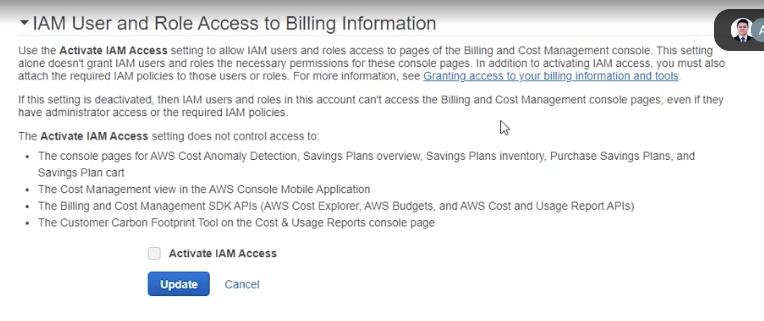 IAM User and Role Access to Billing Information
Use the Activate IAM Access setting to allow IAM users and roles access to pages of the Billing and Cost Management console. This setting
alone doesn't grant IAM users and roles the necessary permissions for these console pages. In addition to activating IAM access, you must also
attach the required IAM policies to those users or roles. For more information, see Granting access to your billing information and tools.
If this setting is deactivated, then IAM users and roles in this account can't access the Billing and Cost Management console pages, even if they
have administrator access or the required IAM policies.
The Activate IAM Access setting does not control access to:
• The console pages for AWS Cost Anomaly Detection, Savings Plans overview, Savings Plans inventory, Purchase Savings Plans, and
Savings Plan cart
• The Cost Management view in the AWS Console Mobile Application
• The Billing and Cost Management SDK APIs (AWS Cost Explorer, AWS Budgets, and AWS Cost and Usage Report APIs)
• The Customer Carbon Footprint Tool on the Cost & Usage Reports console page
Activate IAM Access
Update Cancel